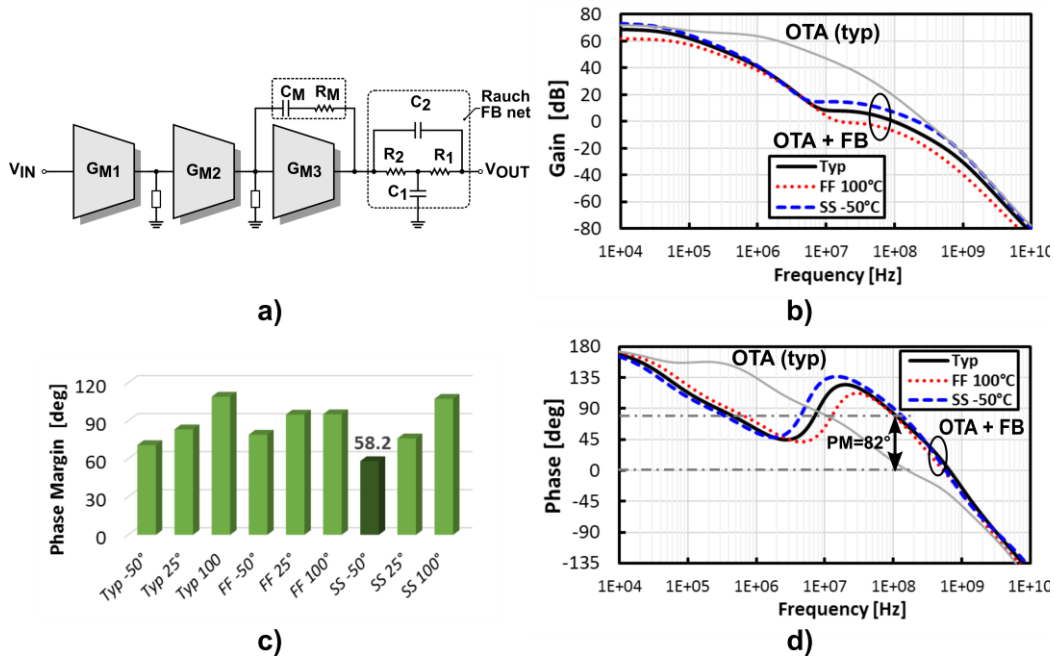 CM RM
C2
Rauch
FB net
VIN
GM1
GM2
GM3
R2
R1
VOUT
C1
a)
Gain [dB]
80
60
40
20
0
-20
-40
-60
-80
OTA (typ)
OTA + FB
Typ
FF 100°C
SS -50°C
1E+04 1E+05 1E+06 1E+07 1E+08 1E+09 1E+10
Frequency [Hz]
b)
Phase Margin [deg]
120
90
60
30
0
58.2
Typ -50° Typ 25° Typ 100 FF -50° FF 25° FF 100° SS -50° SS 25° SS 100°
c)
Phase [deg]
180
135
90
45
0
-45
-90
-135
OTA (typ)
Typ
FF 100°C
SS -50°C
PM=82°
OTA + FB
1E+04 1E+05 1E+06 1E+07 1E+08 1E+09 1E+10
Frequency [Hz]
d)